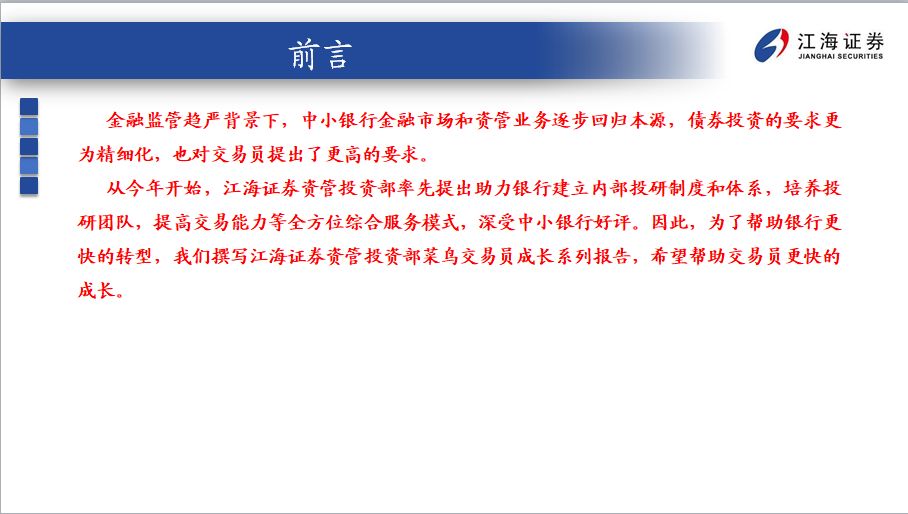 前言
江海证券
JIANGHAI SECURITIES
金融监管趋严背景下，中小银行金融市场和资管业务逐步回归本源，债券投资的要求更
为精细化，也对交易员提出了更高的要求。
从今年开始，江海证券资管投资部率先提出助力银行建立内部投研制度和体系，培养投
研团队，提高交易能力等全方位综合服务模式，深受中小银行好评。因此，为了帮助银行更
快的转型，我们撰写江海证券资管投资部菜鸟交易员成长系列报告，希望帮助交易员更快的
成长。